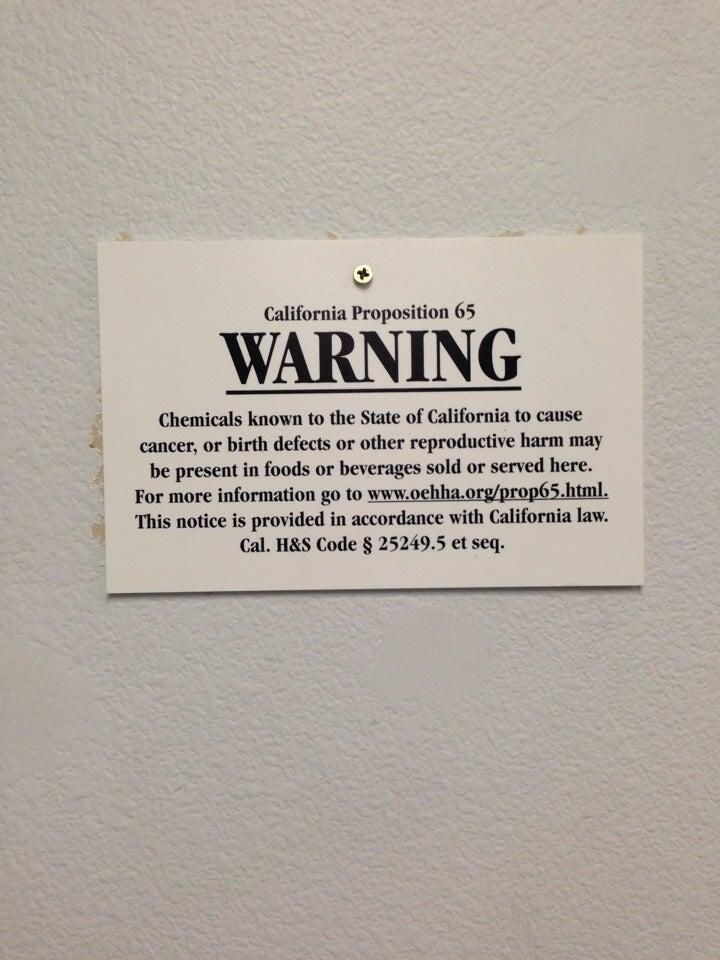 California Proposition 65
WARNING
Chemicals known to the State of California to cause
cancer, or birth defects or other reproductive harm may
be present in foods or beverages sold or served here.
For more information go to www.oehha.org/prop65.html.
This notice is provided in accordance with California law.
Cal. H&S Code § 25249.5 et seq.